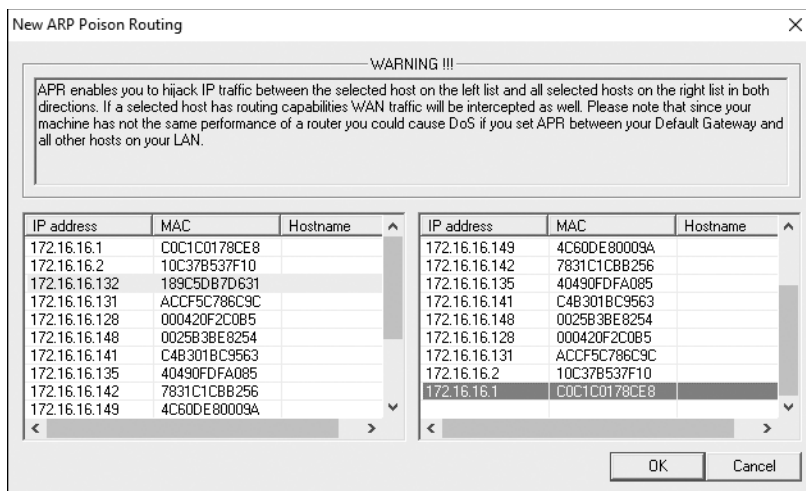 New ARP Poison Routing
WARNING !!!
APR enables you to hijack IP traffic between the selected host on the left list and all selected hosts on the right list in both
directions. If a selected host has routing capabilities WAN traffic will be intercepted as well. Please note that since your
machine has not the same performance of a router you could cause DoS if you set APR between your Default Gateway and
all other hosts on your LAN.
IP address MAC Hostname
172.16.16.1 C0C1C0178CE8
172.16.16.2 10C37B537F10
172.16.16.132 189C5DB7D631
172.16.16.131 ACCF5C786C9C
172.16.16.128 000420F2C0B5
172.16.16.148 0025B3BE8254
172.16.16.141 C4B301BC9563
172.16.16.135 40490FDFA085
172.16.16.142 7831C1CBB256
172.16.16.149 4C60DE80009A
IP address MAC Hostname
172.16.16.149 4C60DE80009A
172.16.16.142 7831C1CBB256
172.16.16.135 40490FDFA085
172.16.16.141 C4B301BC9563
172.16.16.148 0025B3BE8254
172.16.16.128 000420F2C0B5
172.16.16.131 ACCF5C786C9C
172.16.16.2 10C37B537F10
172.16.16.1 C0C1C0178CE8
OK Cancel